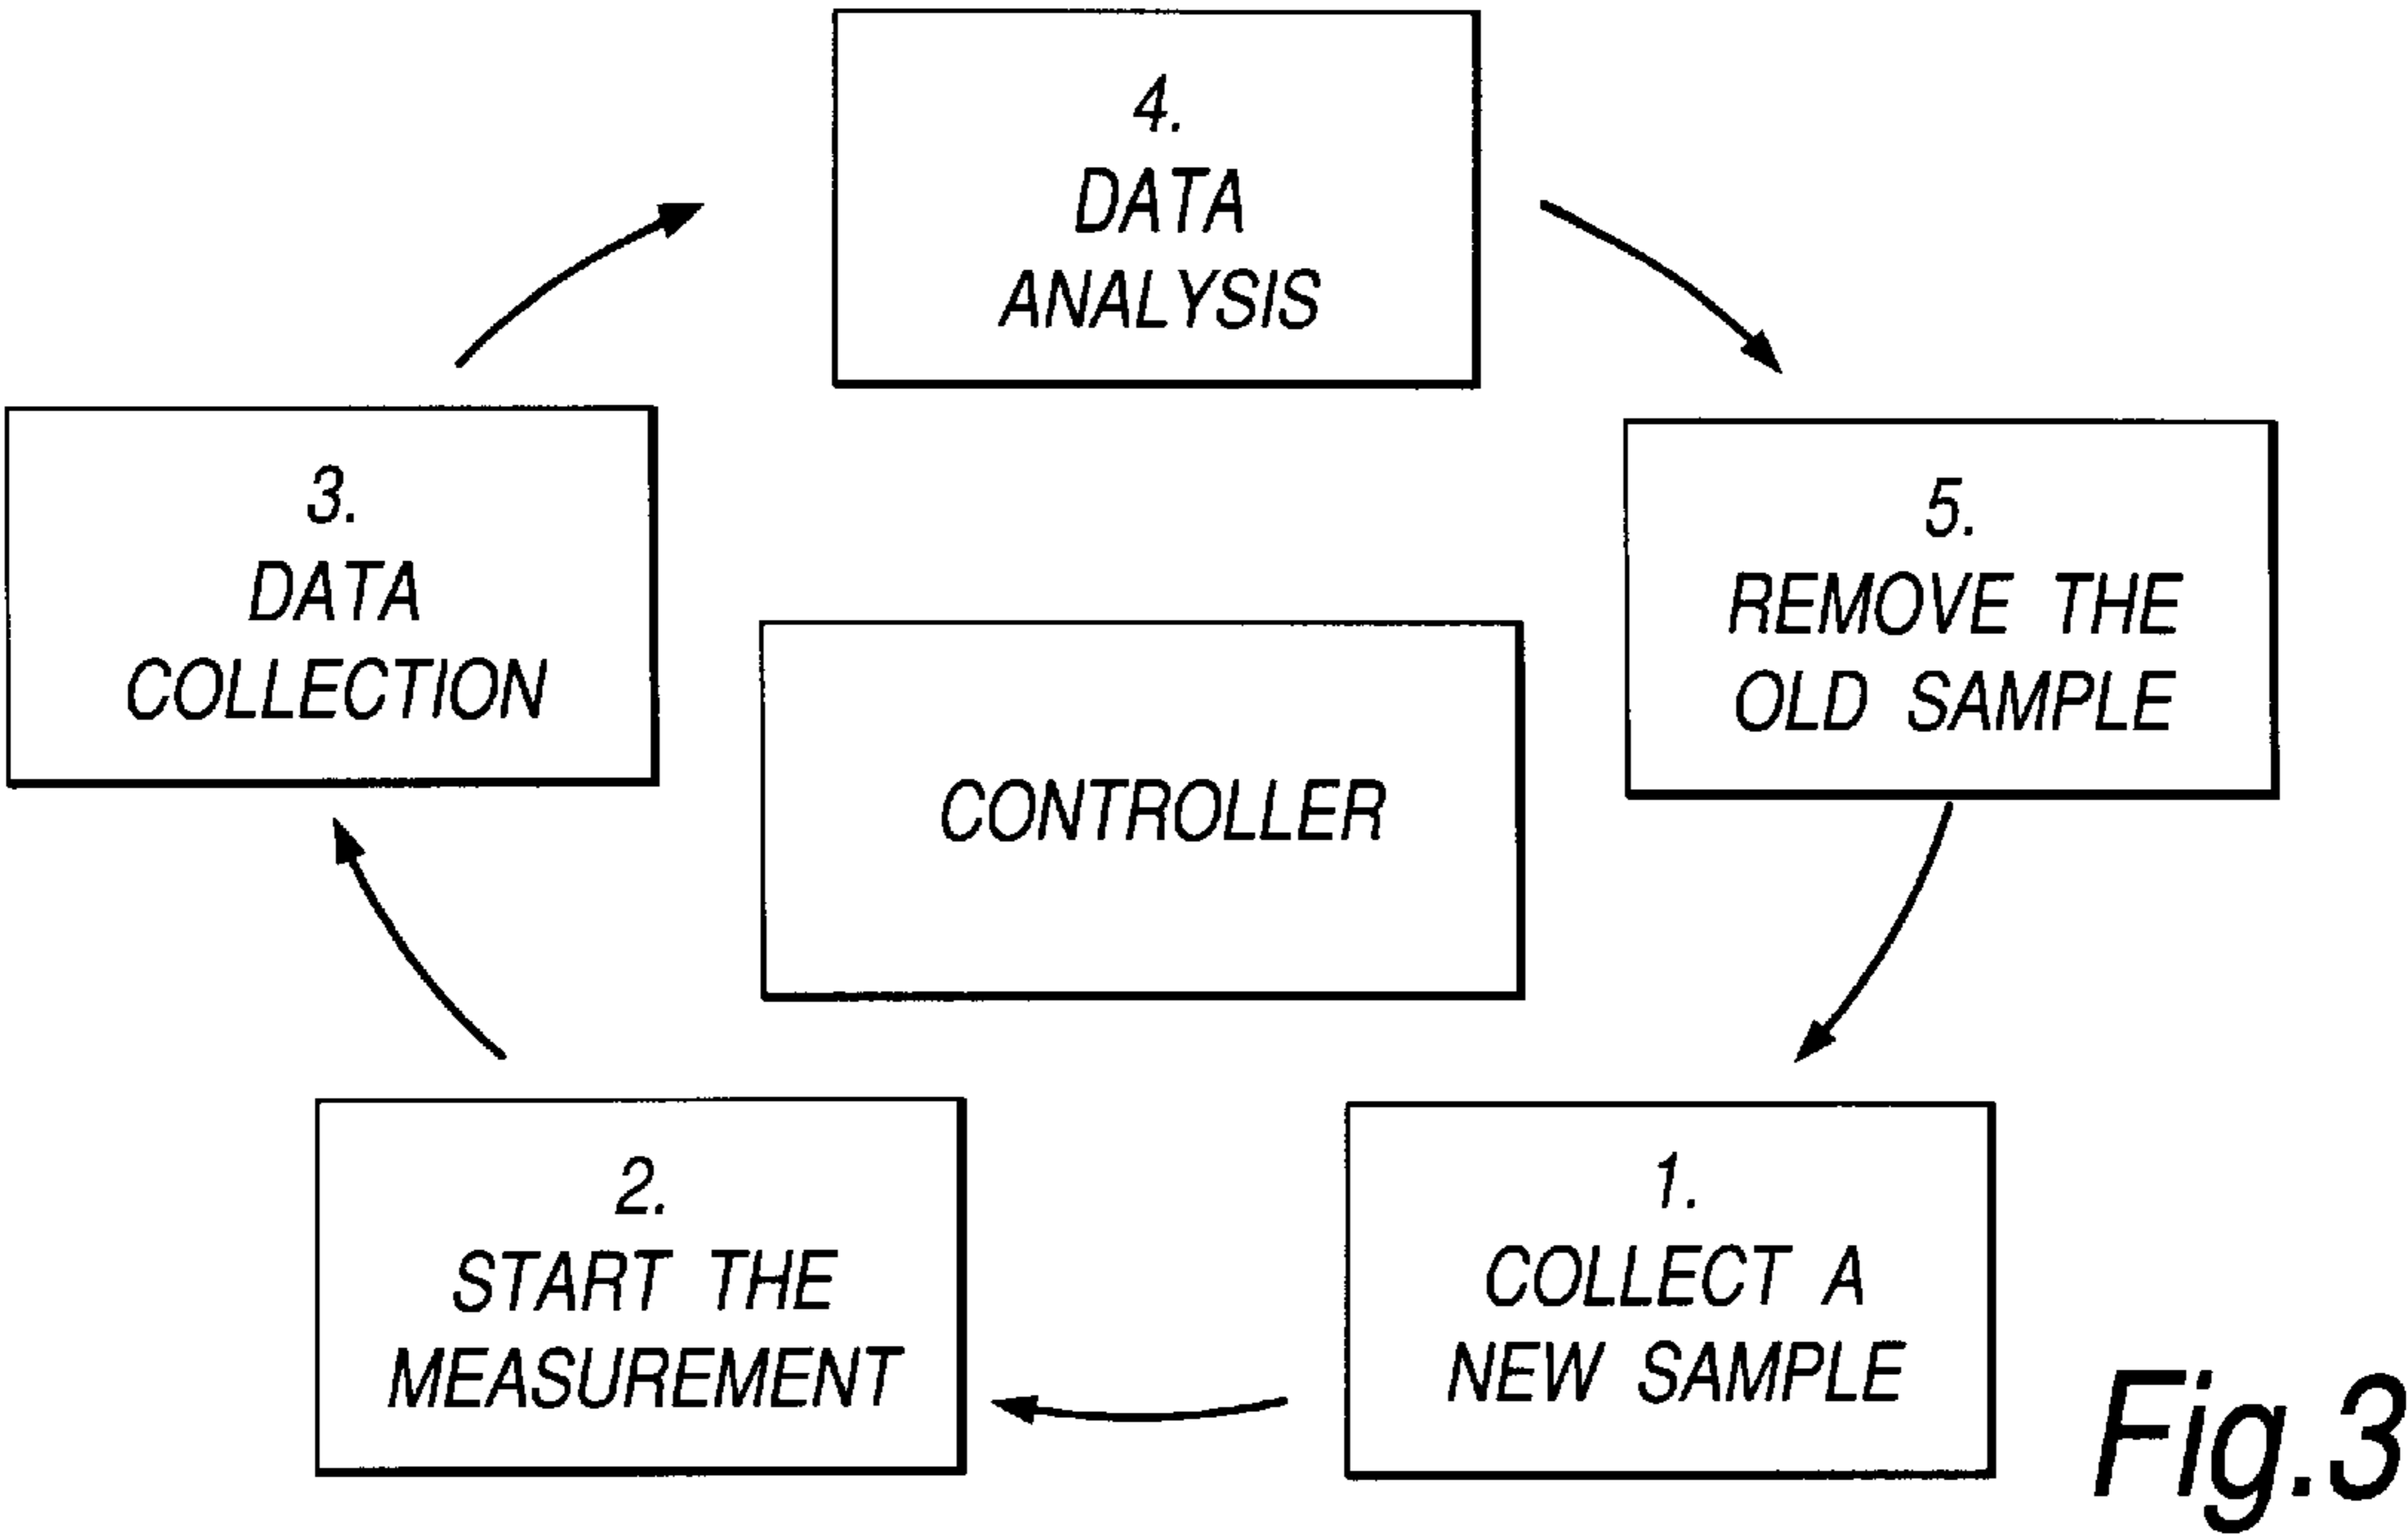 4.
DATA
ANALYSIS
3.
DATA
COLLECTION
5.
REMOVE THE
OLD SAMPLE
CONTROLLER
2.
START THE
MEASUREMENT
1.
COLLECT A
NEW SAMPLE
Fig.3